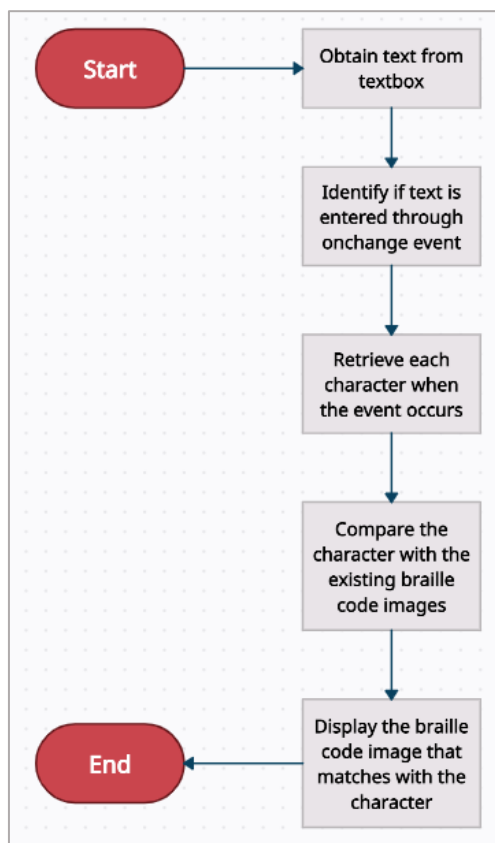 Start
Obtain text from
textbox
Identify if text is
entered through
onchange event
Retrieve each
character when
the event occurs
Compare the
character with the
existing braille
code images
Display the braille
code image that
matches with the
character
End